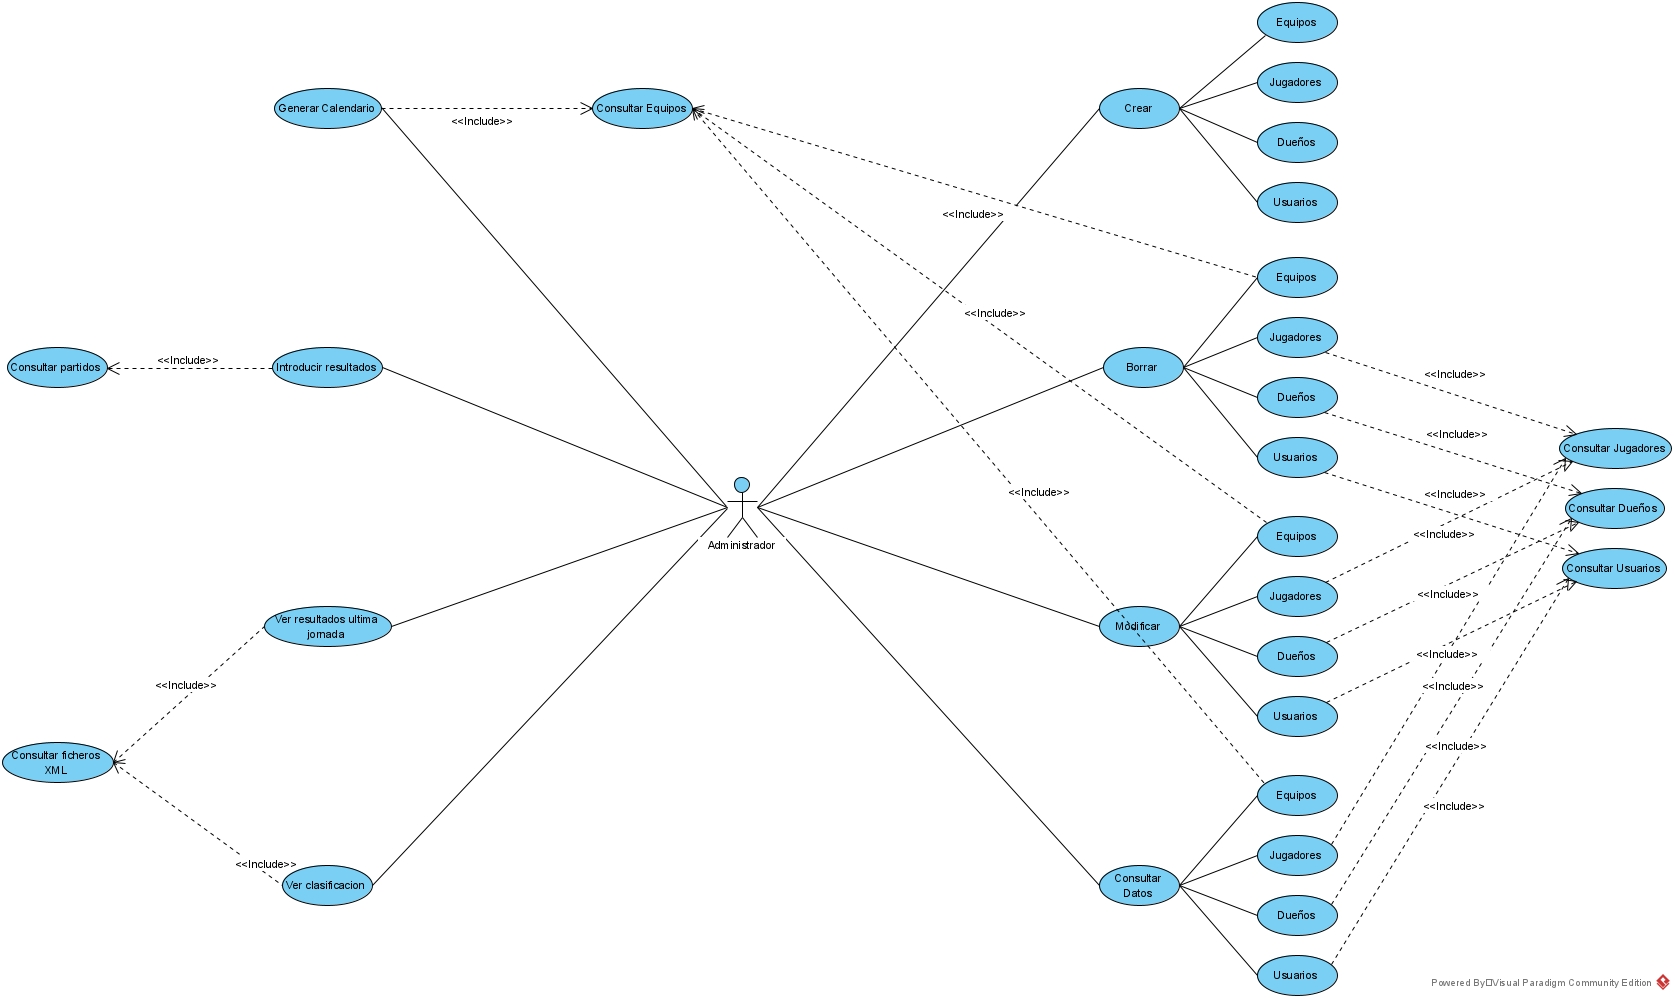 Equipos
Jugadores
Generar Calendario
<<Include>>
Consultar Equipos
Crear
Dueños
Usuarios
<<Include>>
Equipos
<<Include>>
Jugadores
Consultar partidos
<<Include>>
Introducir resultados
Borrar
<<Include>>
Dueños
<<Include>>
Usuarios
Consultar Jugadores
<<Include>>
<<Include>>
Consultar Dueños
Administrador
Equipos
<<Include>>
Consultar Usuarios
Jugadores
<<Include>>
Ver resultados ultima
jornada
Modificar
Dueños
<<Include>>
<<Include>>
<<Include>>
Usuarios
<<Include>>
Consultar ficheros
XML
Equipos
<<Include>>
Jugadores
<<Include>>
Ver clasificacion
Consultar
Datos
Dueños
Usuarios
Powered By Visual Paradigm Community Edition